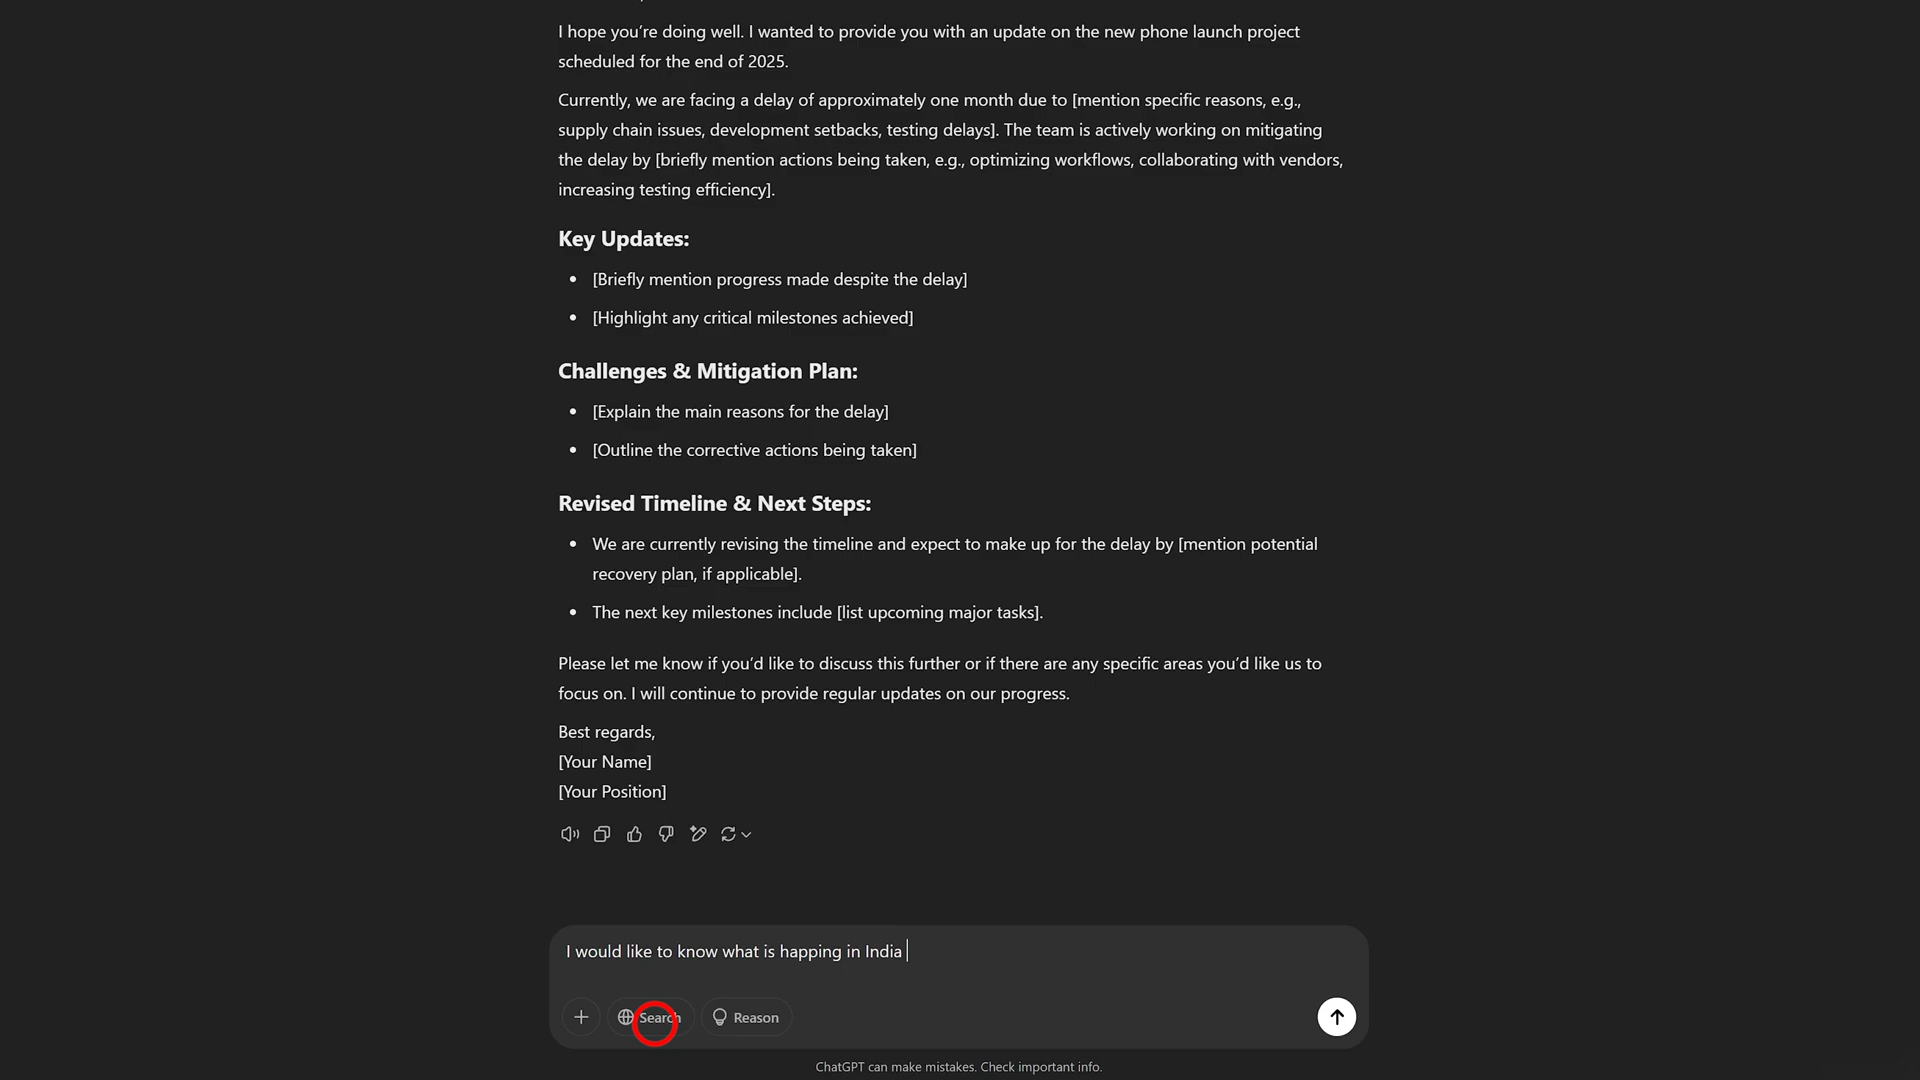 I hope you’re doing well. I wanted to provide you with an update on the new phone launch project
scheduled for the end of 2025.
Currently, we are facing a delay of approximately one month due to [mention specific reasons, e.g.,
supply chain issues, development setbacks, testing delays]. The team is actively working on mitigating
the delay by [briefly mention actions being taken, e.g., optimizing workflows, collaborating with vendors,
increasing testing efficiency].
Key Updates:
• [Briefly mention progress made despite the delay]
• [Highlight any critical milestones achieved]
Challenges & Mitigation Plan:
• [Explain the main reasons for the delay]
• [Outline the corrective actions being taken]
Revised Timeline & Next Steps:
• We are currently revising the timeline and expect to make up for the delay by [mention potential
recovery plan, if applicable].
• The next key milestones include [list upcoming major tasks].
Please let me know if you’d like to discuss this further or if there are any specific areas you’d like us to
focus on. I will continue to provide regular updates on our progress.
Best regards,
[Your Name]
[Your Position]
I would like to know what is happing in India
Search Reason
ChatGPT can make mistakes. Check important info.